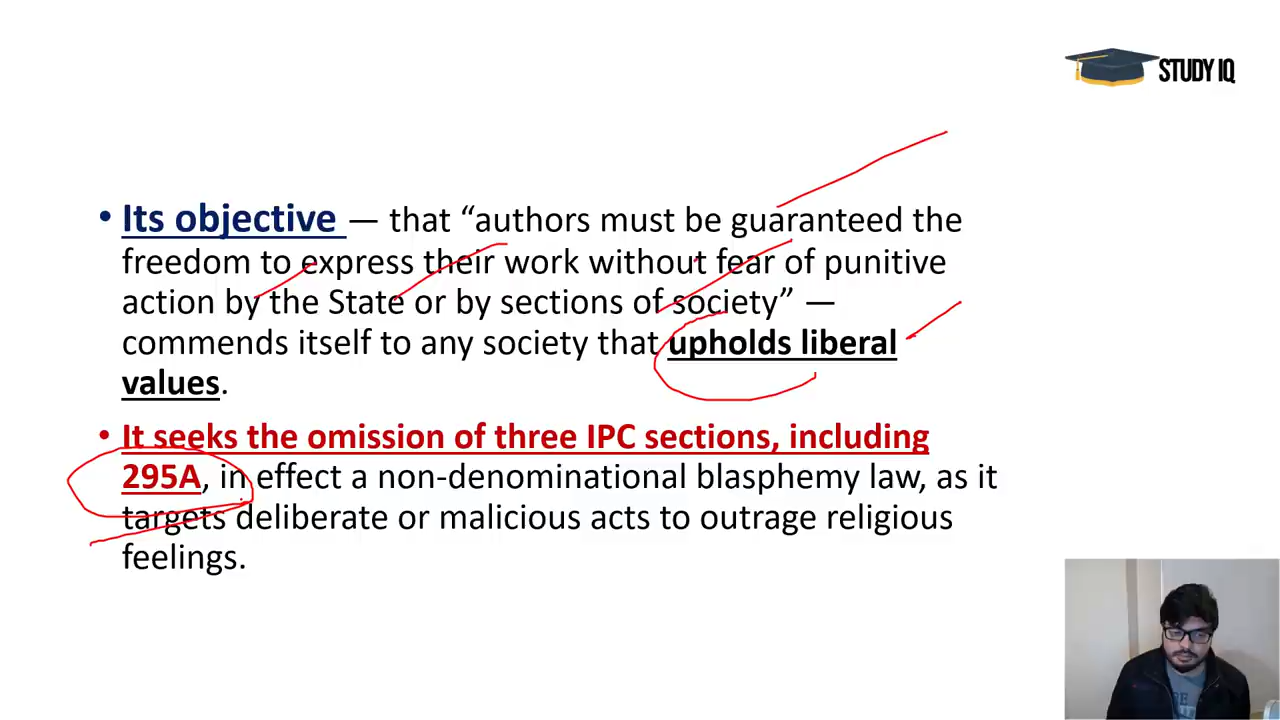 STUDY IQ
• Its objective — that “authors must be guaranteed the
freedom to express their work without fear of punitive
action by the State or by sections of society” —
commends itself to any society that upholds liberal
values.
• It seeks the omission of three IPC sections, including
295A, in effect a non-denominational blasphemy law, as it
targets deliberate or malicious acts to outrage religious
feelings.